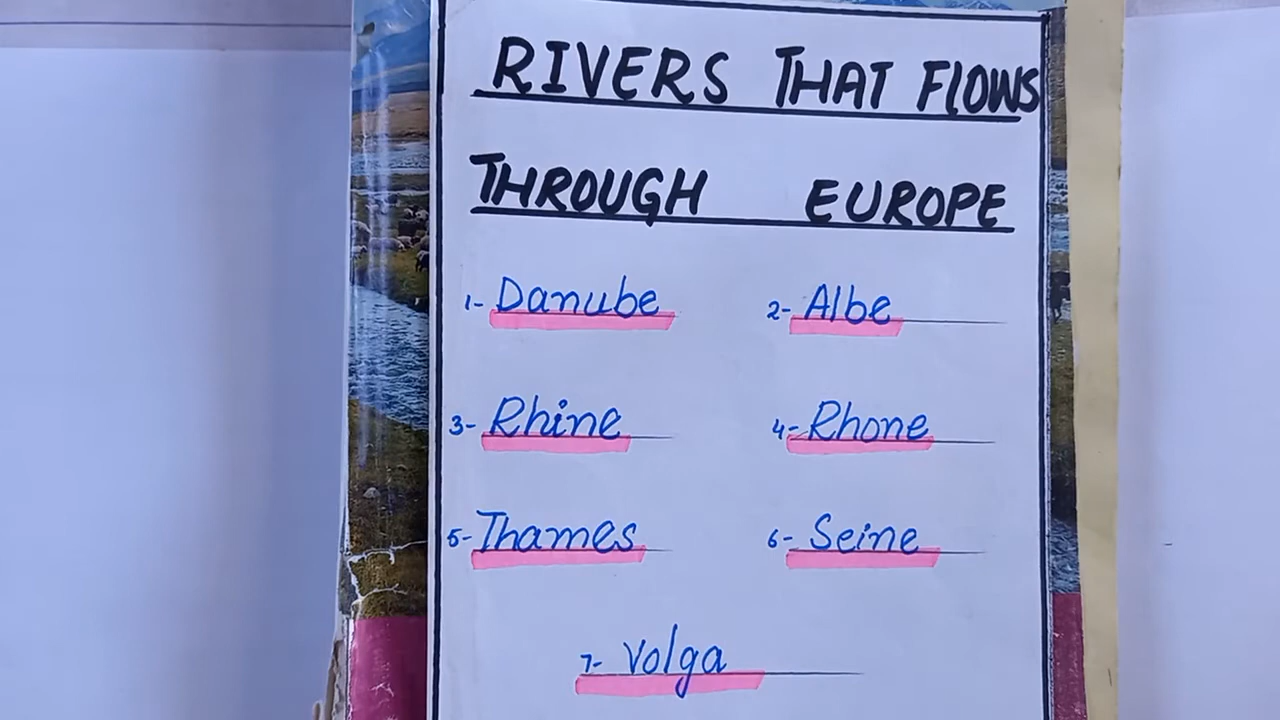 RIVERS THAT FlOWS
THROUGH EUROPE
1- Danube 2- Albe
3- Rhine 4- Rhone
5- Thames 6- Seine
7- Volga